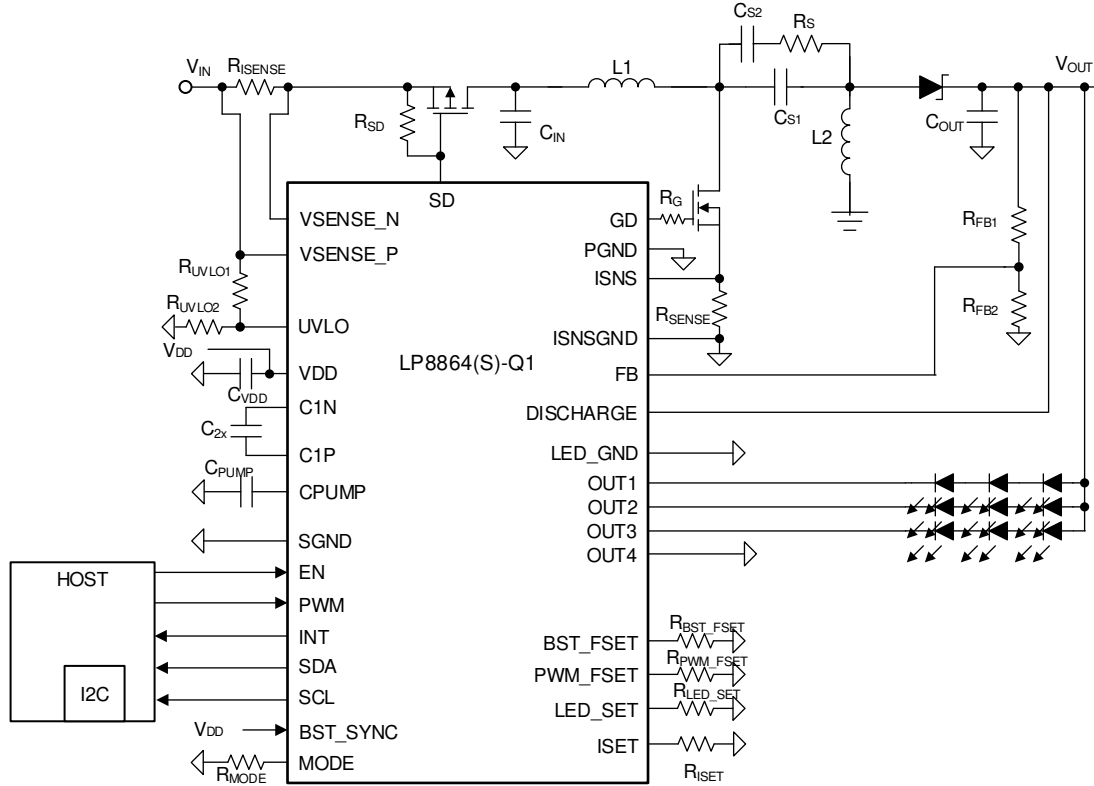 CS2
RS
VIN
RISENSE
L1
VOUT
RSD
CIN
CS1
L2
COUT
SD
RG
VSENSE_N
GD
RFB1
VSENSE_P
PGND
RUVLO1
ISNS
RUVLO2
RSENSE
RFB2
UVLO
ISNSGND
VDD
LP8864(S)-Q1
VDD
FB
CVDD
C1N
DISCHARGE
C2x
C1P
LED_GND
CPUMP
CPUMP
OUT1
OUT2
OUT3
SGND
OUT4
HOST
EN
PWM
INT
RBST_FSET
BST_FSET
SDA
RPWM_FSET
PWM_FSET
I2C
SCL
RLED_SET
LED_SET
VDD
BST_SYNC
ISET
MODE
RMODE
RISET